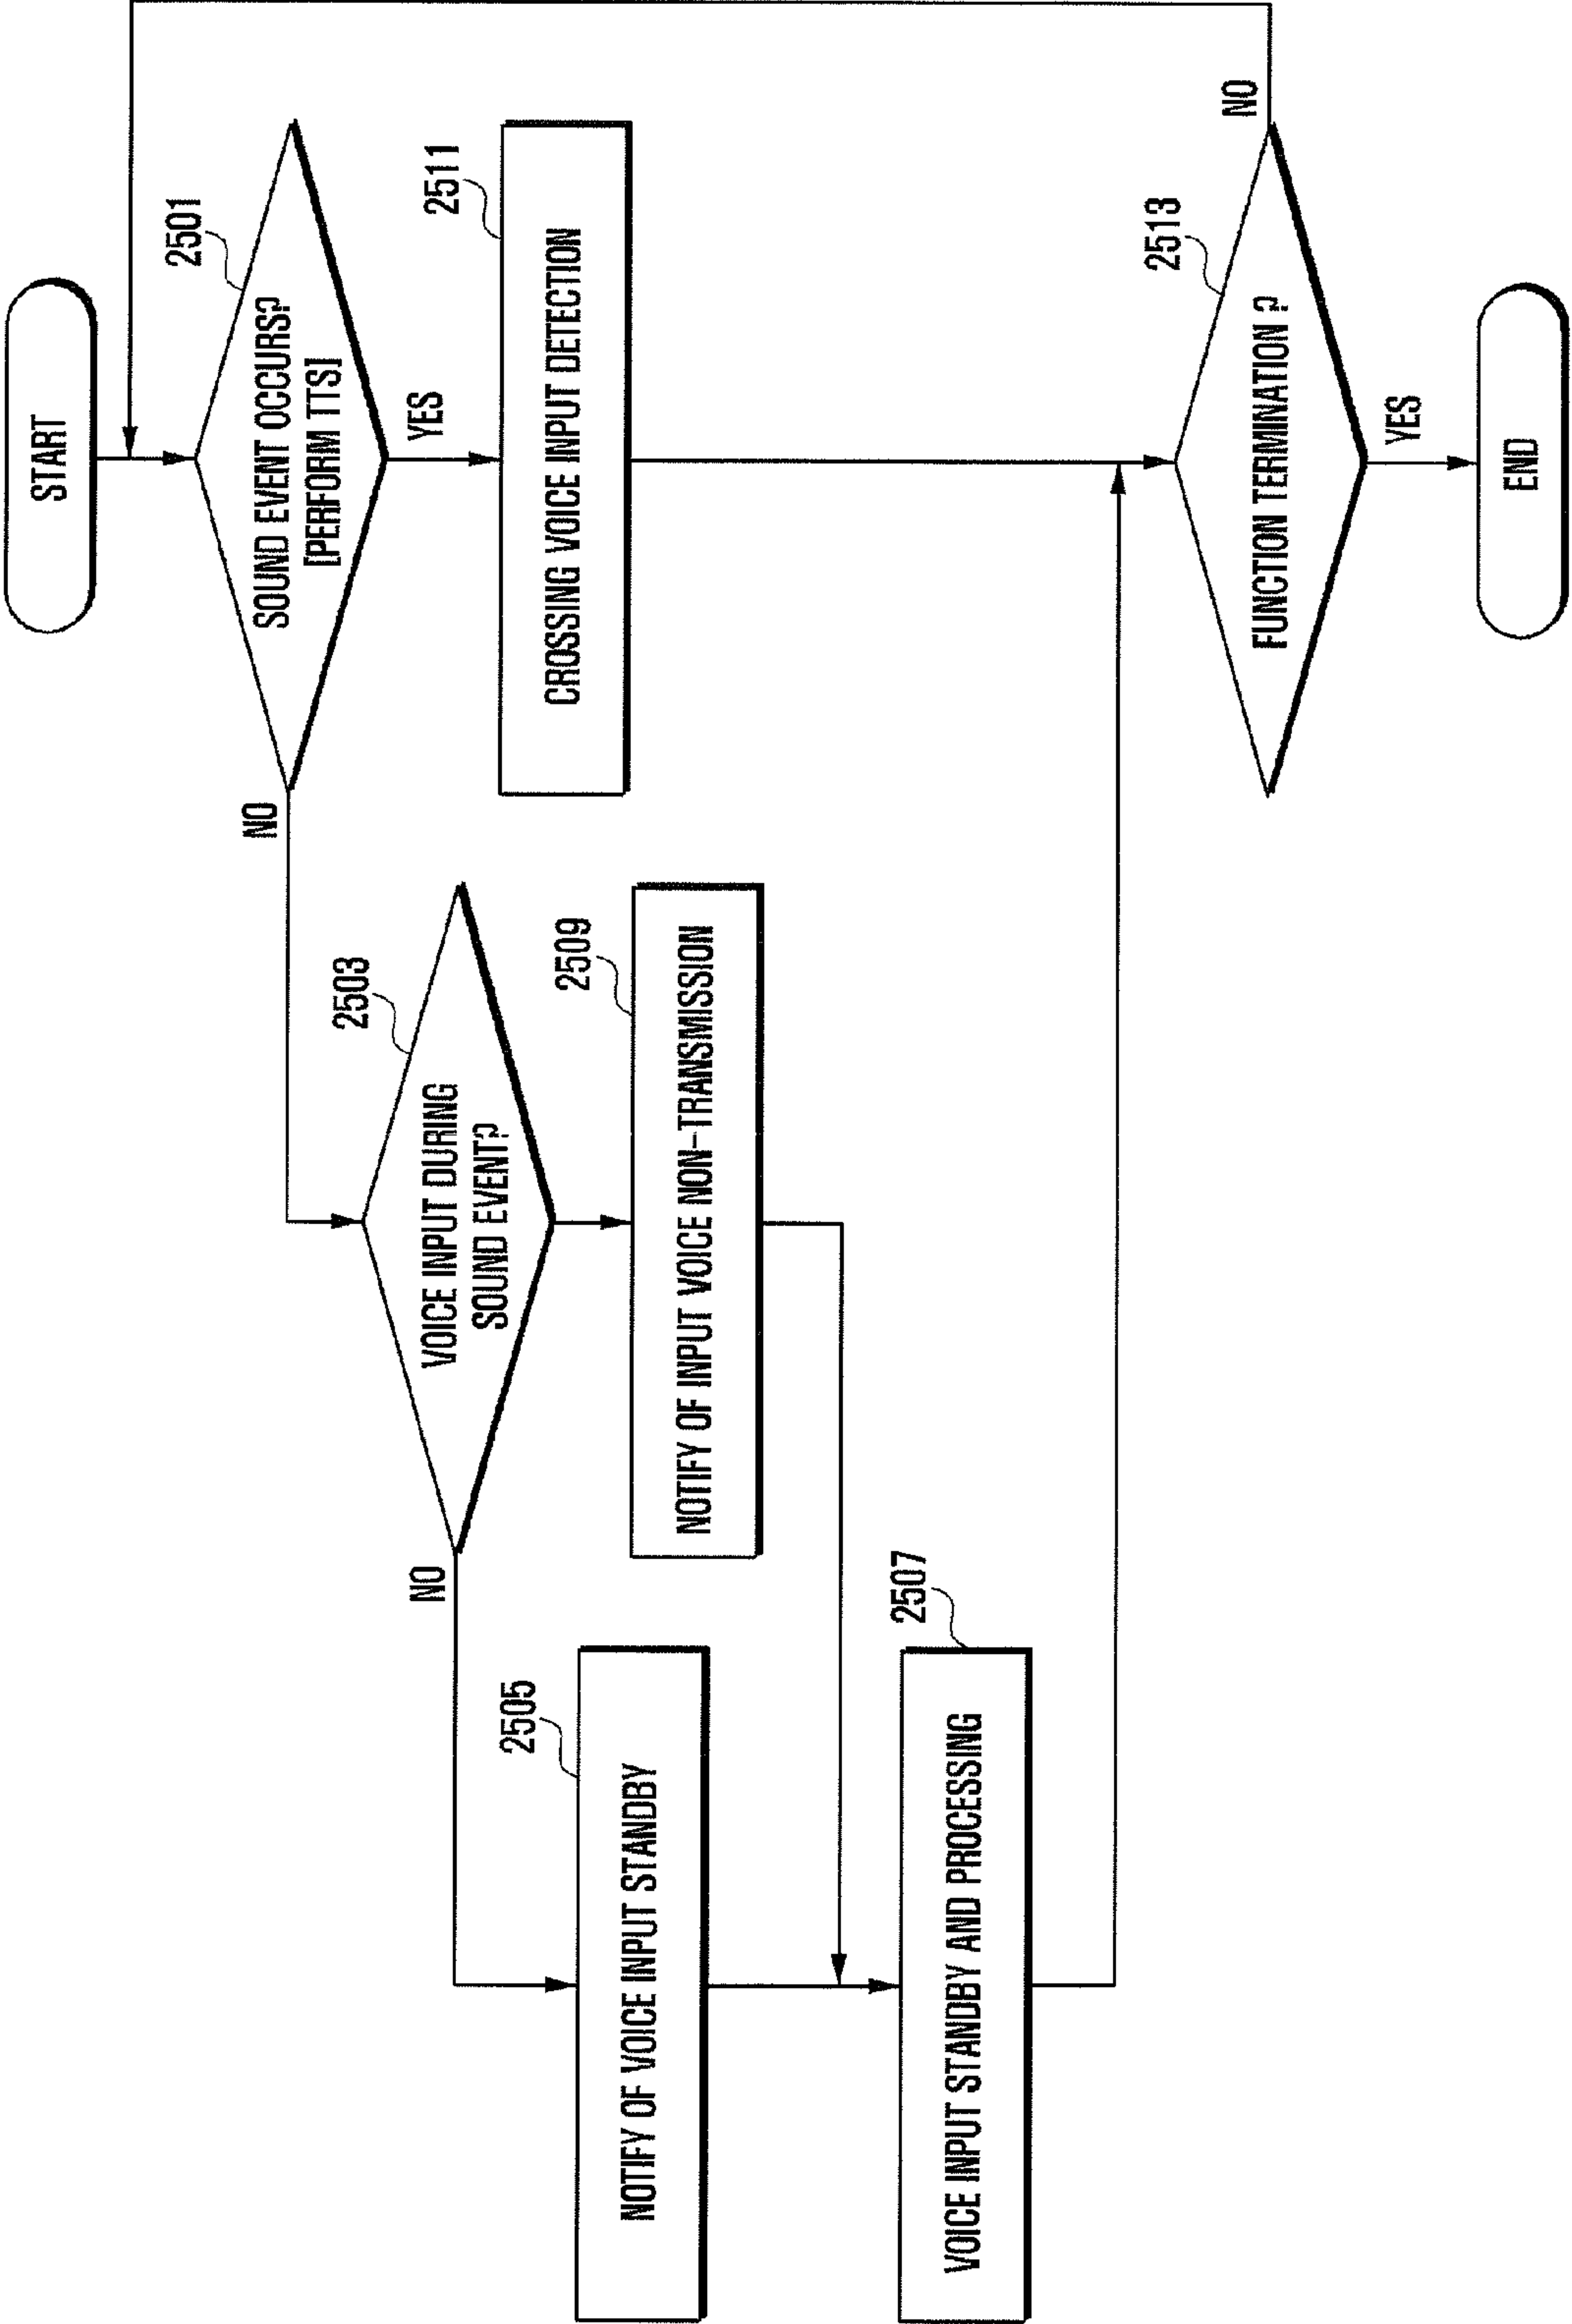 START
2501
SOUND EVENT OCCURS?
[PERFORM TTS]
NO
YES
2503
VOICE INPUT DURING
SOUND EVENT?
NO
2511
CROSSING VOICE INPUT DETECTION
2505
NOTIFY OF VOICE INPUT STANDBY
2509
NOTIFY OF INPUT VOICE NON-TRANSMISSION
2507
VOICE INPUT STANDBY AND PROCESSING
2513
FUNCTION TERMINATION ?
NO
YES
END